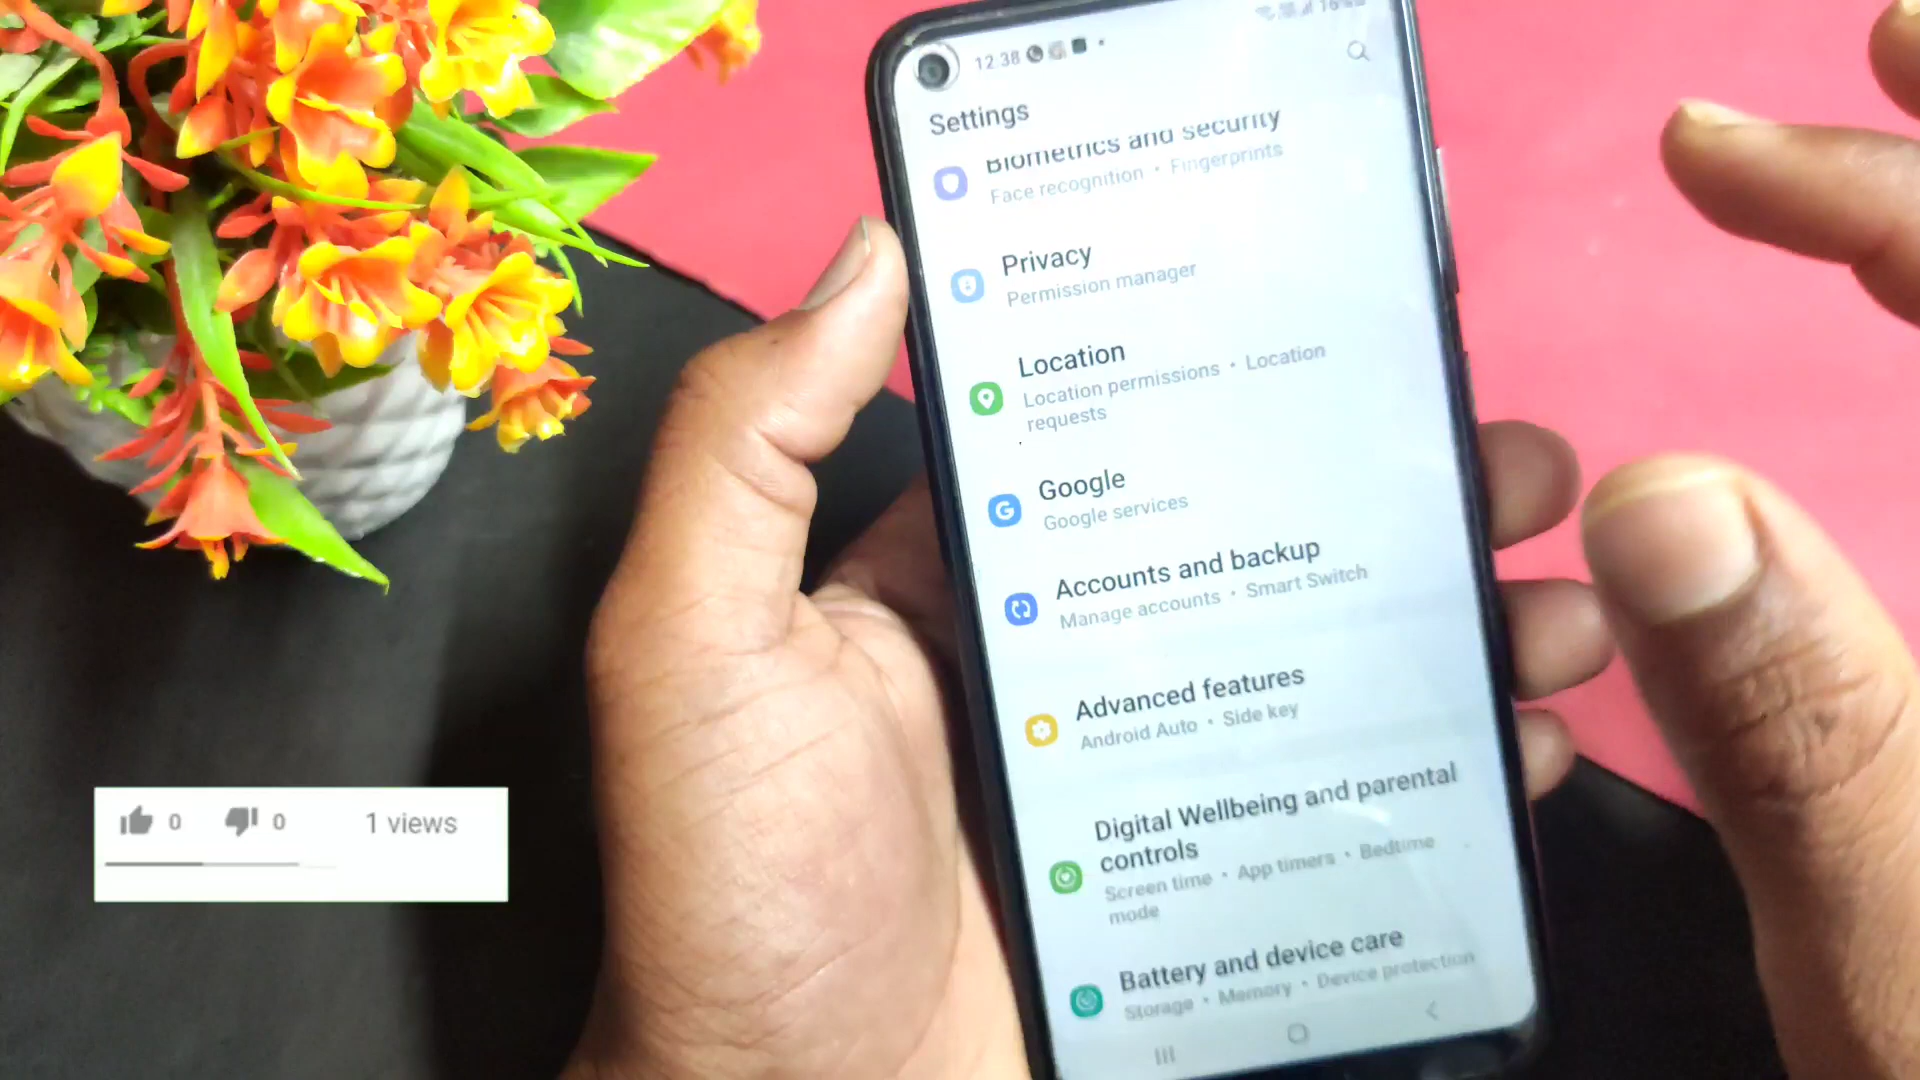 12.38
Settings
Biometrics and security
Face recognition • Fingerprints
Privacy
Permission manager
Location
Location permissions • Location
requests
Google
Google services
Accounts and backup
Manage accounts • Smart Switch
Advanced features
Android Auto • Side key
Digital Wellbeing and parental
controls
Screen time • App timers • Bedtime
mode
Battery and device care
Storage • Memory • Device protection
0 0 1 views